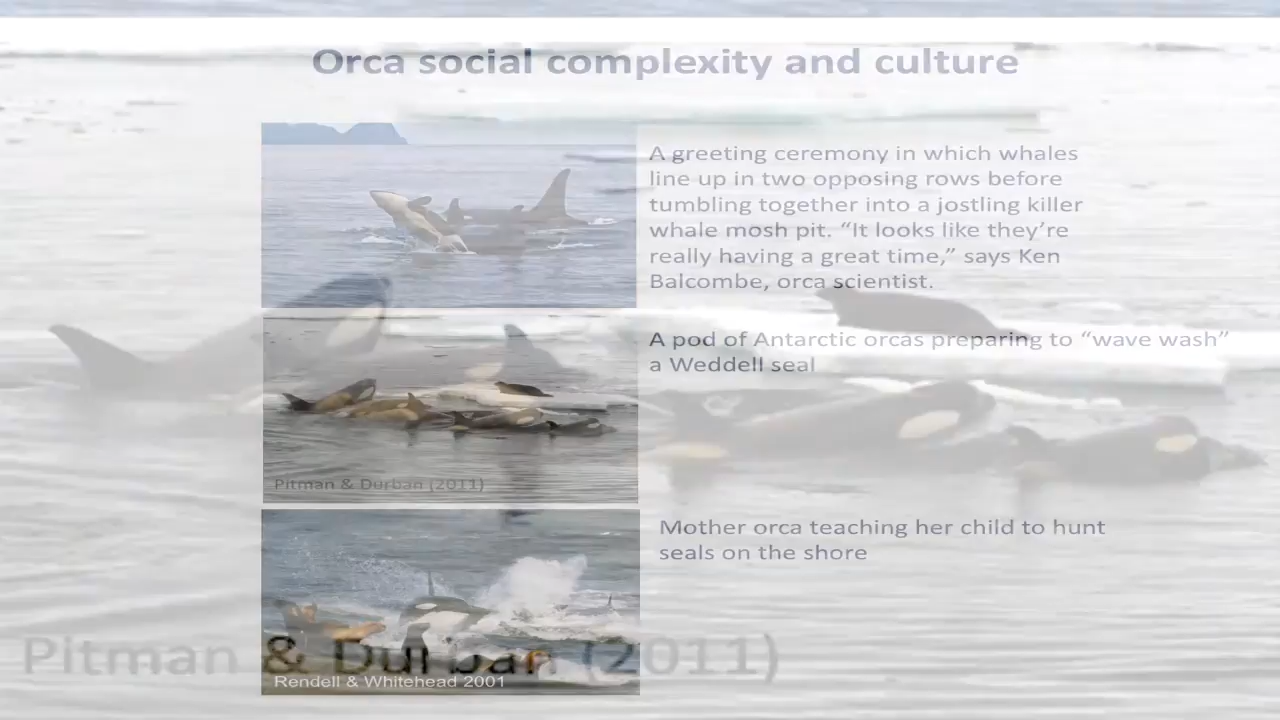 Orca social complexity and culture
A greeting ceremony in which whales
line up in two opposing rows before
tumbling together into a jostling killer
whale mosh pit. “It looks like they’re
really having a great time,” says Ken
Balcombe, orca scientist.
A pod of Antarctic orcas preparing to “wave wash”
a Weddell seal
Pitman & Durban (2011)
Mother orca teaching her child to hunt
seals on the shore
Pitman & Durban (2011)
Rendell & Whitehead 2001